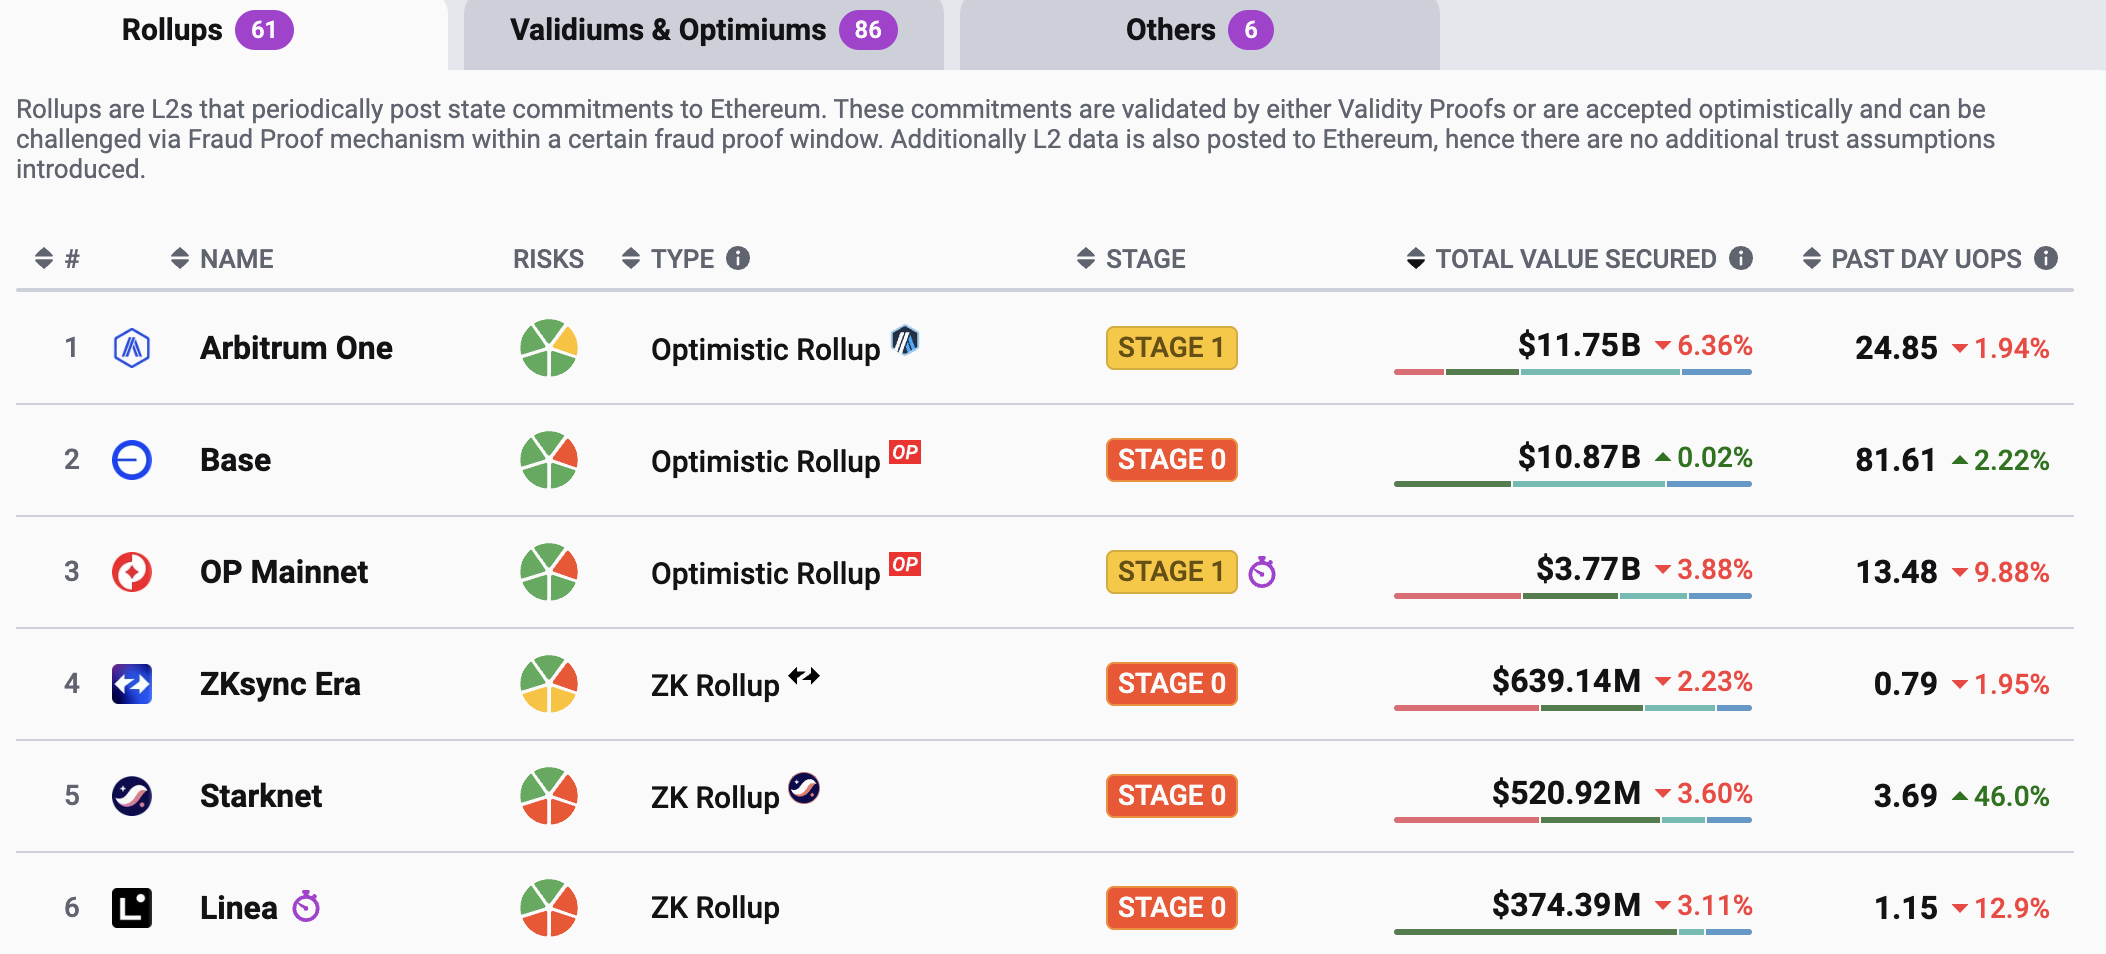 Rollups 61 Validiums & Optimiums 86 Others 6
Rollups are L2s that periodically post state commitments to Ethereum. These commitments are validated by either Validity Proofs or are accepted optimistically and can be
challenged via Fraud Proof mechanism within a certain fraud proof window. Additionally L2 data is also posted to Ethereum, hence there are no additional trust assumptions
introduced.
# NAME RISKS TYPE STAGE TOTAL VALUE SECURED PAST DAY UOPS
1 Arbitrum One Optimistic Rollup STAGE 1 $11.75B 6.36% 24.85 1.94%
2 Base Optimistic Rollup OP STAGE 0 $10.87B 0.02% 81.61 2.22%
3 OP Mainnet Optimistic Rollup OP STAGE 1 $3.77B 3.88% 13.48 9.88%
4 ZKsync Era ZK Rollup STAGE 0 $639.14M 2.23% 0.79 1.95%
5 Starknet ZK Rollup STAGE 0 $520.92M 3.60% 3.69 46.0%
6 Linea ZK Rollup STAGE 0 $374.39M 3.11% 1.15 12.9%